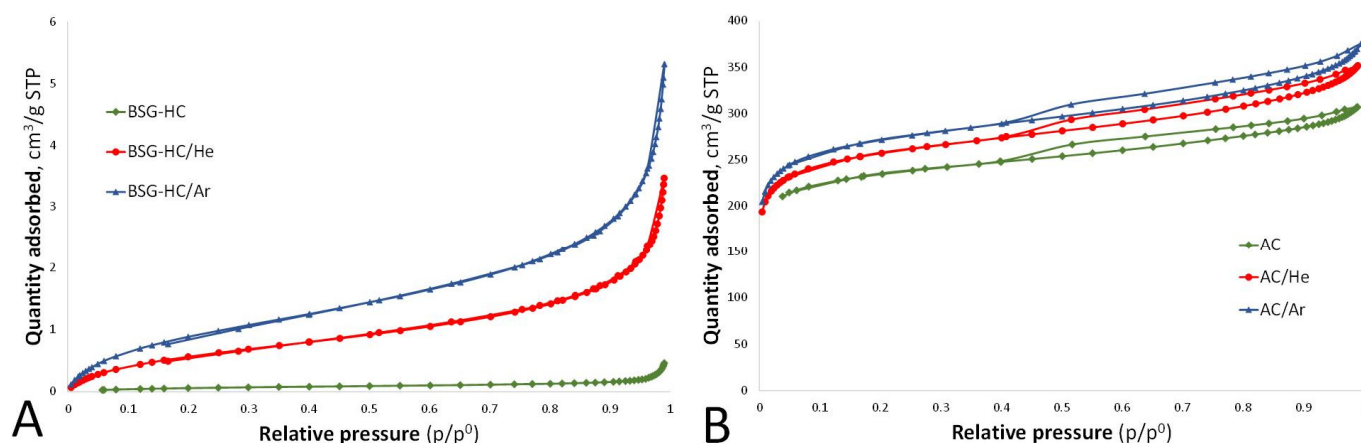 6
5
4
3
2
1
0
Quantity adsorbed, cm³/g STP
BSG-HC
BSG-HC/He
BSG-HC/Ar
0 0.1 0.2 0.3 0.4 0.5 0.6 0.7 0.8 0.9 1
Relative pressure (p/p⁰)
A
400
350
300
250
200
150
100
50
0
Quantity adsorbed, cm³/g STP
AC
AC/He
AC/Ar
0 0.1 0.2 0.3 0.4 0.5 0.6 0.7 0.8 0.9
Relative pressure (p/p⁰)
B